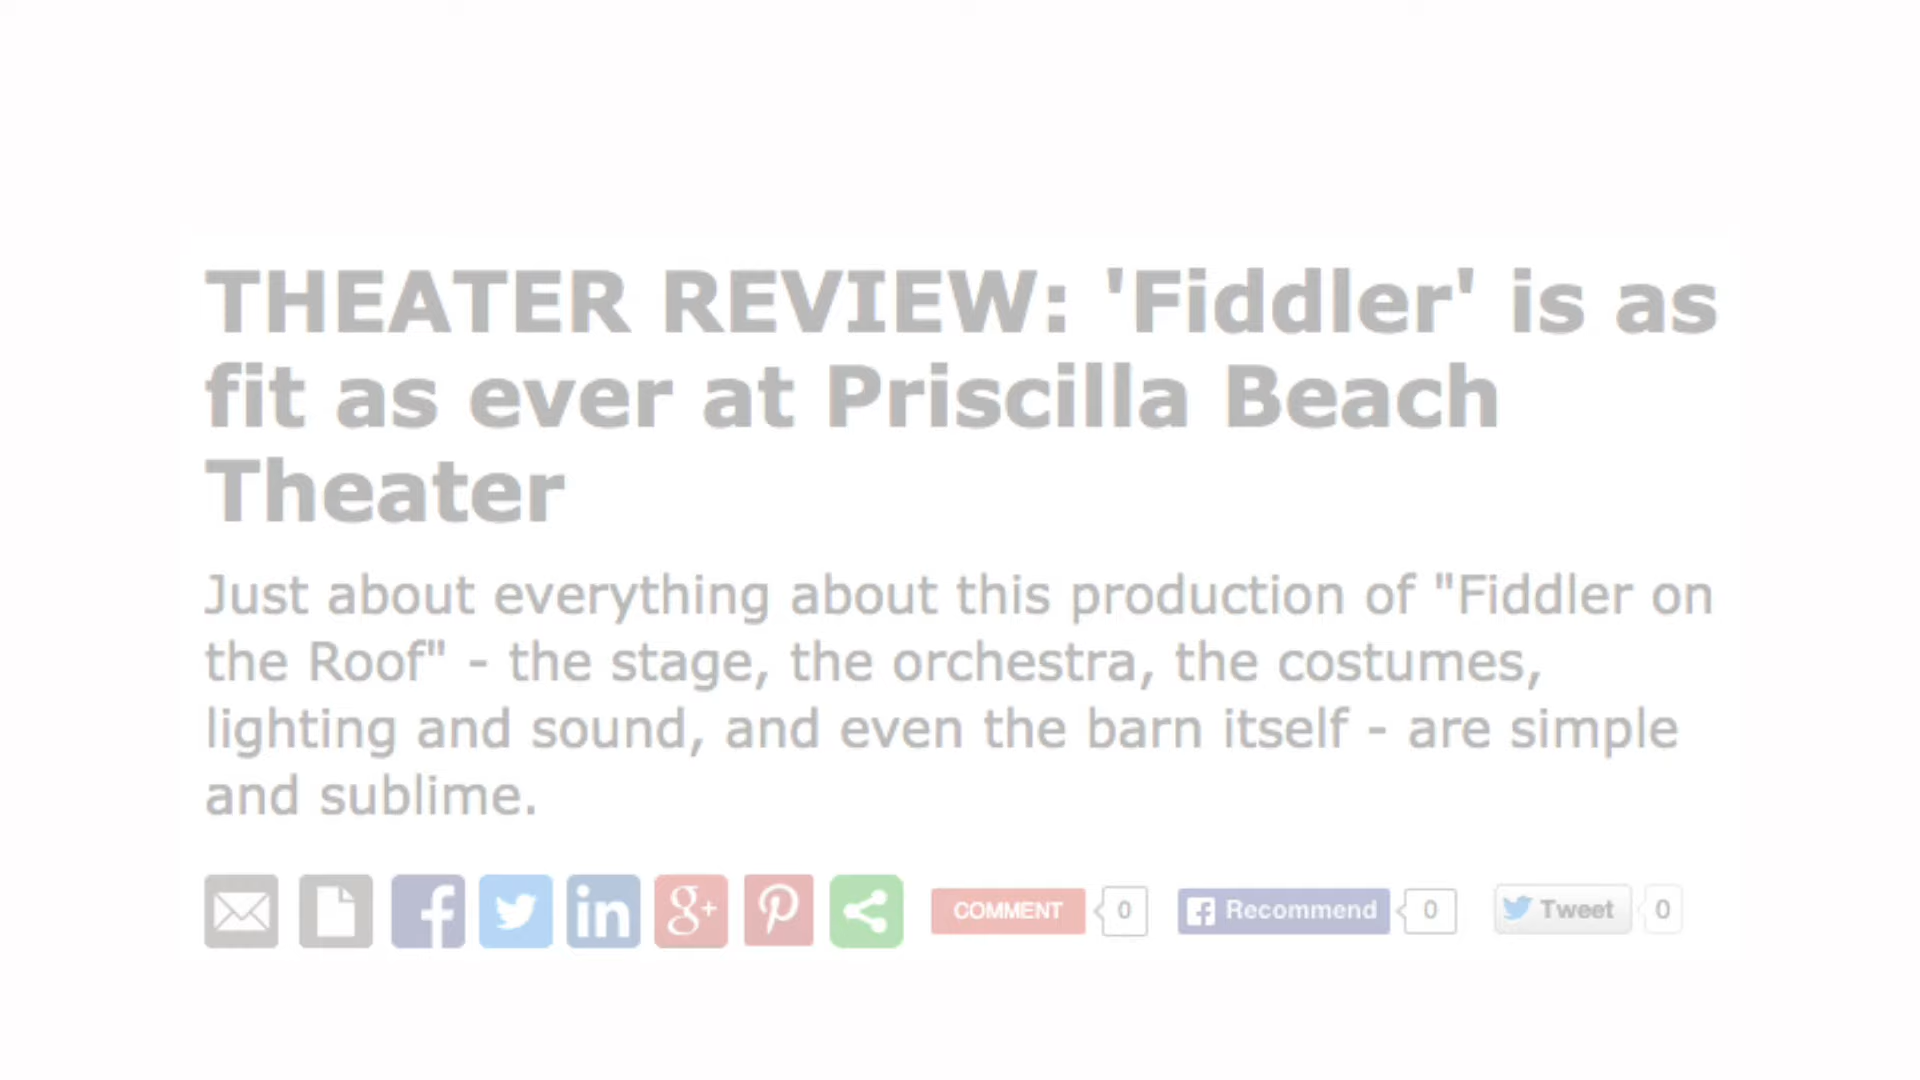 THEATER REVIEW: 'Fiddler' is as
fit as ever at Priscilla Beach
Theater
Just about everything about this production of "Fiddler on
the Roof" - the stage, the orchestra, the costumes,
lighting and sound, and even the barn itself - are simple
and sublime.
in g+ COMMENT 0 Recommend 0 Tweet 0